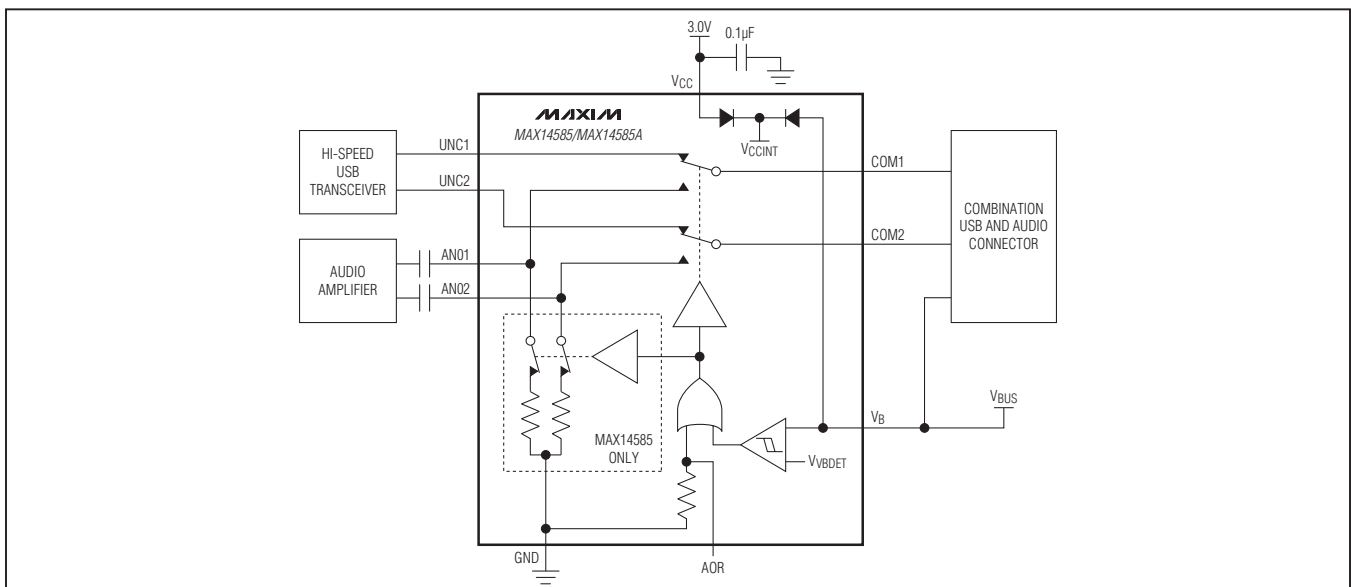 3.0V
0.1µF
VCC
MAXIM
MAX14585/MAX14585A
VCCINT
HI-SPEED
USB
TRANSCEIVER
UNC1
UNC2
COM1
COM2
COMBINATION
USB AND AUDIO
CONNECTOR
AUDIO
AMPLIFIER
AN01
AN02
MAX14585
ONLY
VB
VBUS
VVBDET
GND
AOR